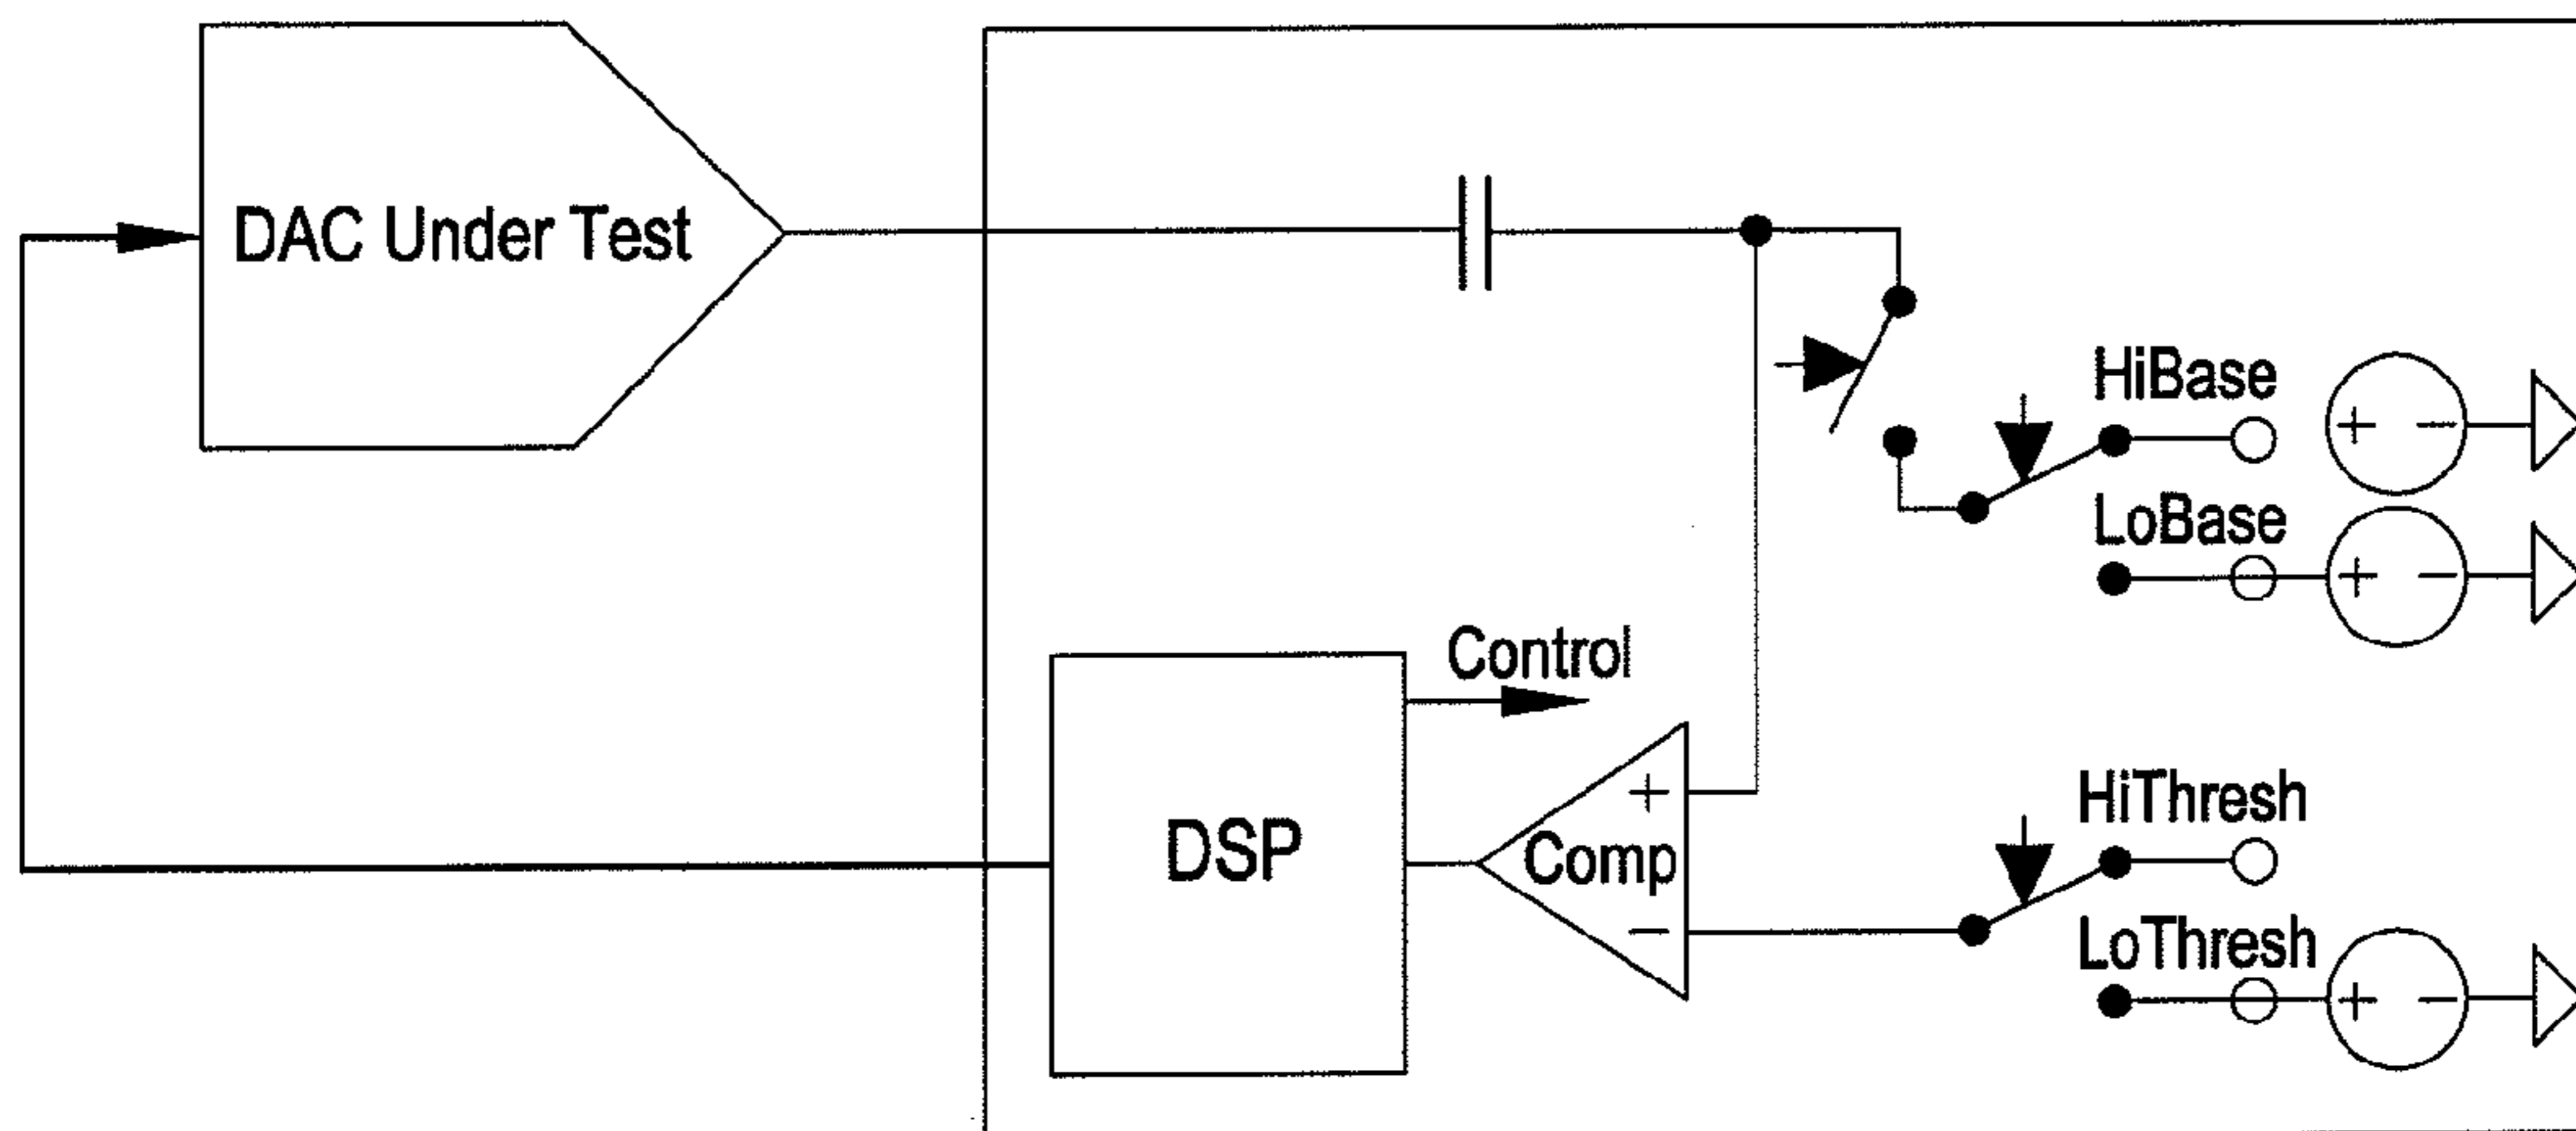 DAC Under Test
HiBase
+ −
LoBase
+ −
Control
+
HiThresh
DSP
Comp
−
LoThresh
+ −